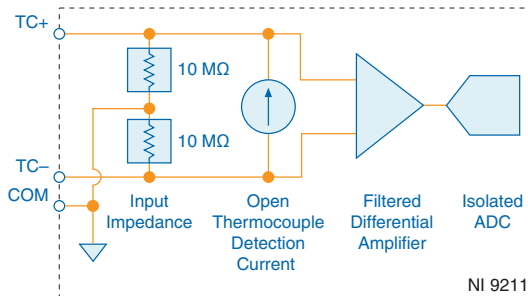 TC+
10 MΩ
10 MΩ
TC–
COM
Input
Impedance
Open
Thermocouple
Detection
Current
Filtered
Differential
Amplifier
Isolated
ADC
NI 9211